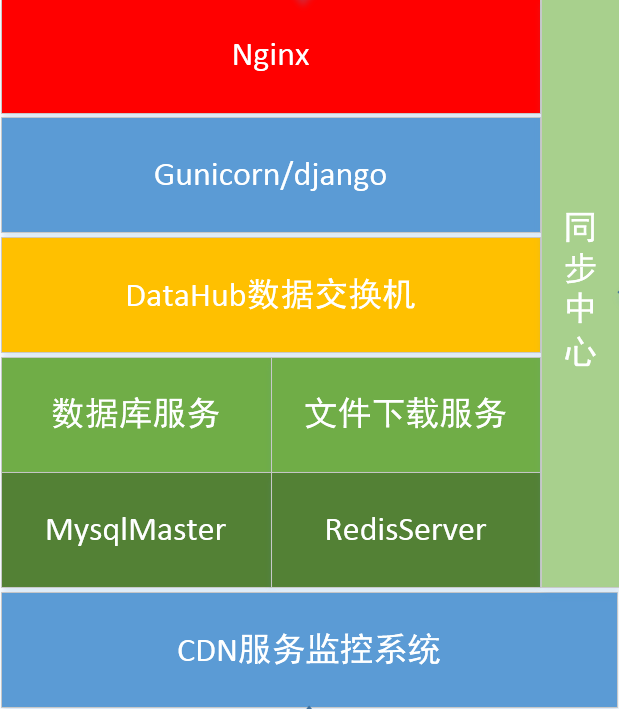 Nginx
Gunicorn/django
DataHub数据交换机
数据库服务
文件下载服务
MysqlMaster
RedisServer
同
步
中
心
CDN服务监控系统